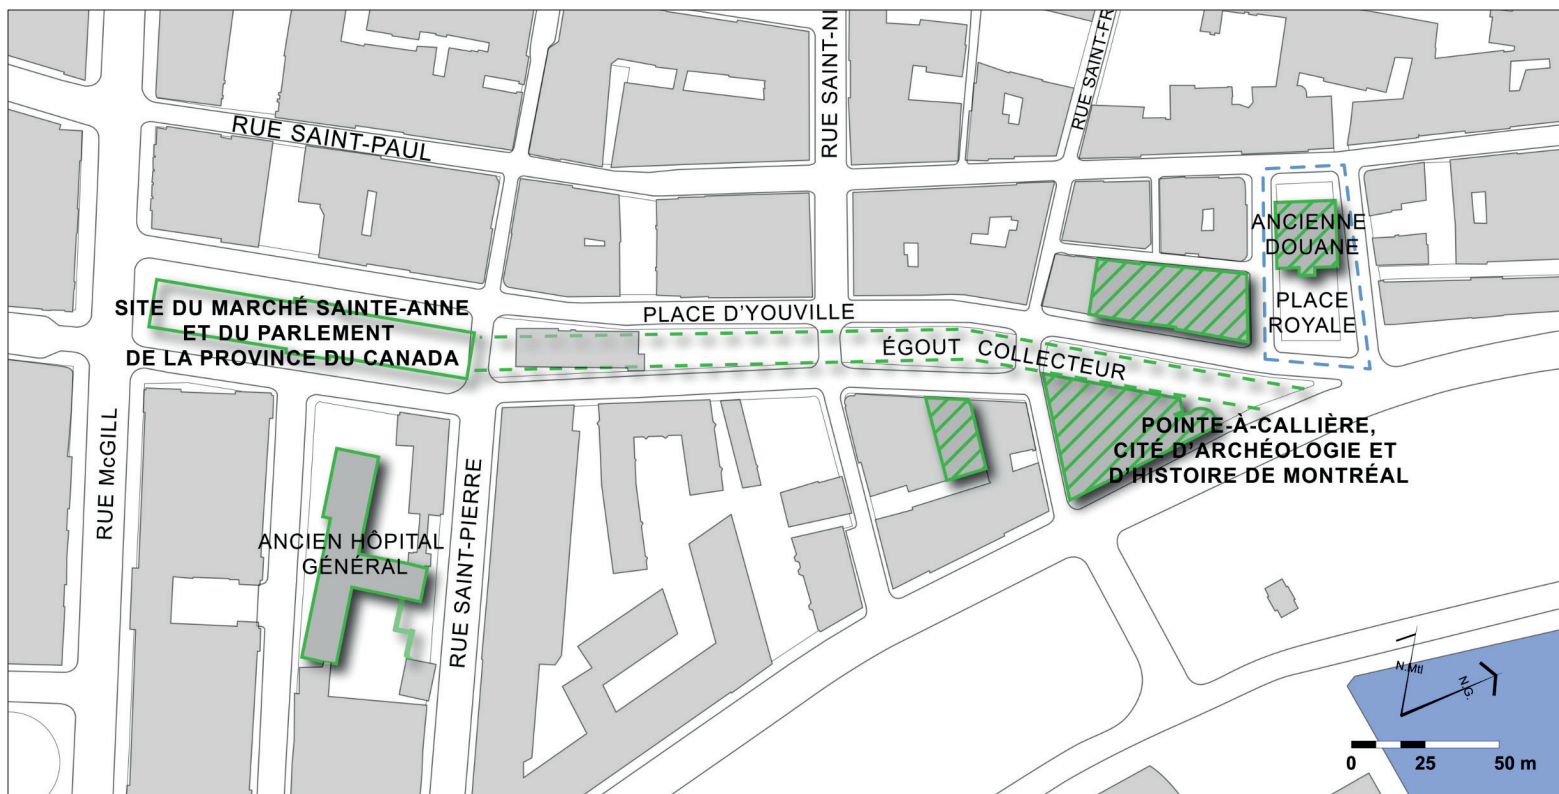 RUE SAINT-PAUL
RUE SAINT-NI
RUE SAINT-FR
ANCIENNE
DOUANE
PLACE
ROYALE
SITE DU MARCHÉ SAINTE-ANNE
ET DU PARLEMENT
DE LA PROVINCE DU CANADA
PLACE D'YOUVILLE
ÉGOUT COLLECTEUR
POINTE-À-CALLIÈRE,
CITÉ D'ARCHÉOLOGIE ET
D'HISTOIRE DE MONTRÉAL
RUE McGILL
ANCIEN HÔPITAL
GÉNÉRAL
RUE SAINT-PIERRE
N.Mtl
N.G.
0 25 50 m